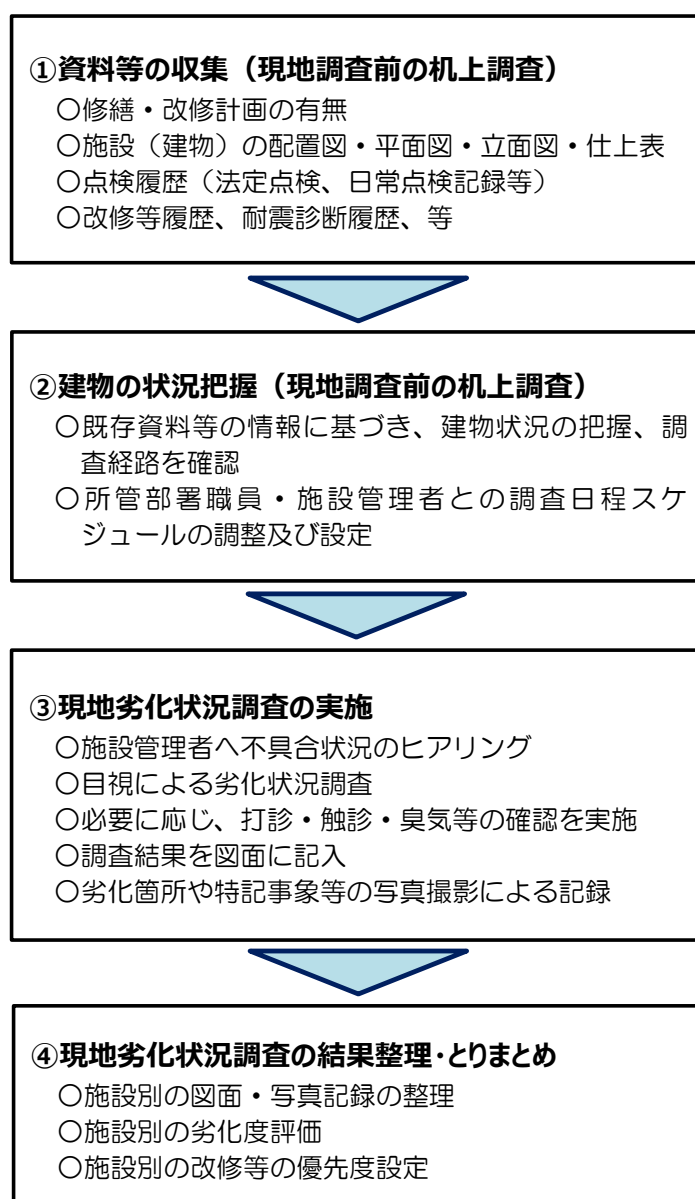 ①資料等の収集（現地調査前の机上調査）
〇修繕・改修計画の有無
〇施設（建物）の配置図・平面図・立面図・仕上表
〇点検履歴（法定点検、日常点検記録等）
〇改修等履歴、耐震診断履歴、等
②建物の状況把握（現地調査前の机上調査）
〇既存資料等の情報に基づき、建物状況の把握、調
査経路を確認
〇所管部署職員・施設管理者との調査日程スケ
ジュールの調整及び設定
③現地劣化状況調査の実施
〇施設管理者へ不具合状況のヒアリング
〇目視による劣化状況調査
〇必要に応じ、打診・触診・臭気等の確認を実施
〇調査結果を図面に記入
〇劣化箇所や特記事象等の写真撮影による記録
④現地劣化状況調査の結果整理・とりまとめ
〇施設別の図面・写真記録の整理
〇施設別の劣化度評価
〇施設別の改修等の優先度設定